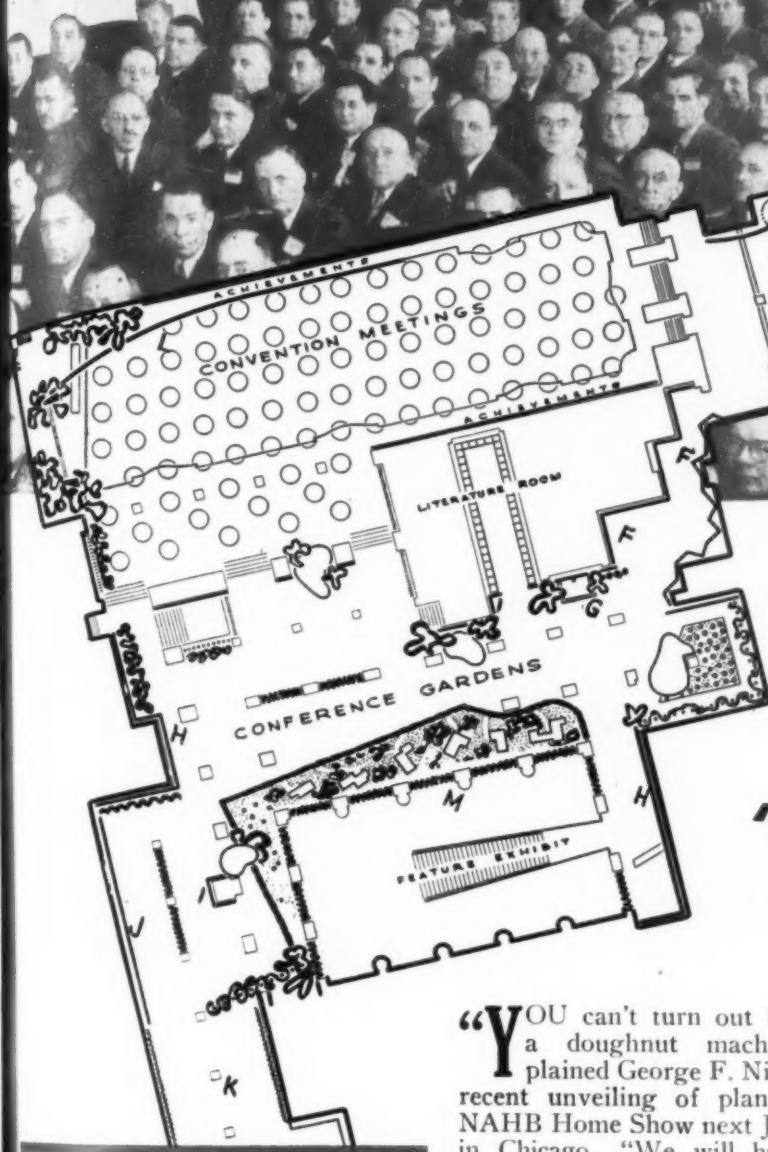 ACHIEVEMENTS
CONVENTION MEETINGS
ACHIEVEMENTS
LITERATURE ROOM
F
F
G
CONFERENCE GARDENS
H
M
H
FEATURE EXHIBIT
J
K
"YOU can't turn out
a doughnut mach
plained George F. Ni
recent unveiling of plan
NAHB Home Show next J
in Chicago. "We will b